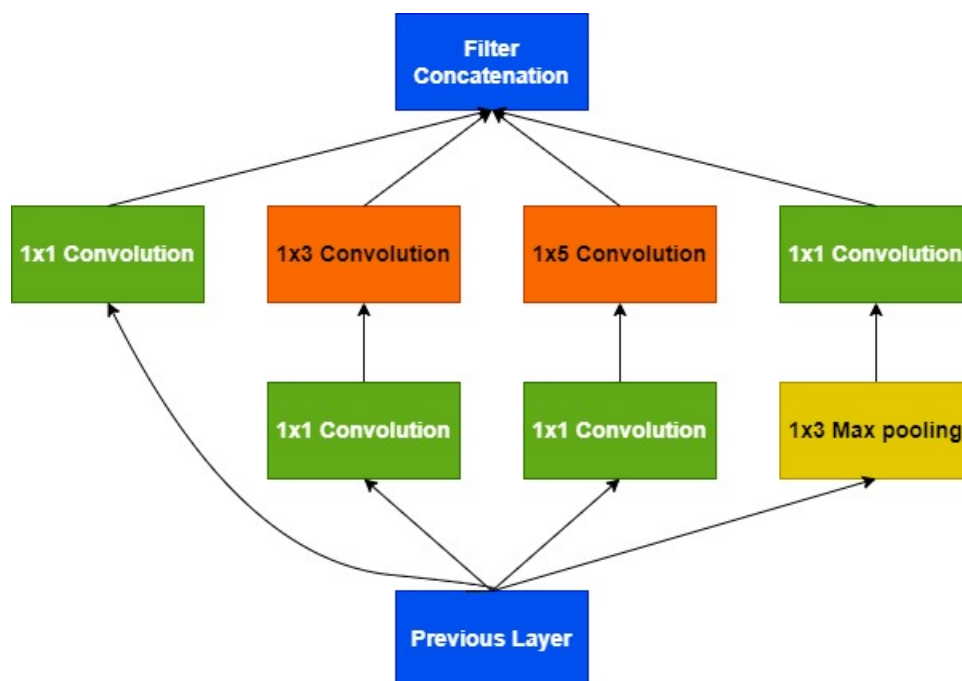 Filter
Concatenation
1x1 Convolution
1x3 Convolution
1x5 Convolution
1x1 Convolution
1x1 Convolution
1x1 Convolution
1x3 Max pooling
Previous Layer